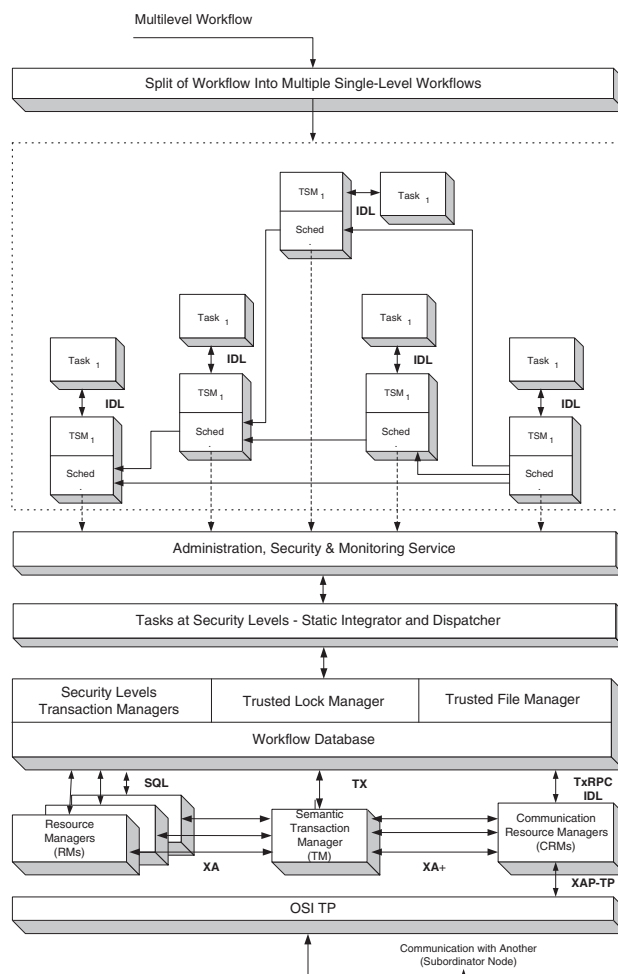 Multilevel Workflow
Split of Workflow Into Multiple Single-Level Workflows
TSM 1
Task 1
IDL
Sched
.
Task 1
Task 1
IDL
IDL
Task 1
Task 1
TSM 1
TSM 1
IDL
IDL
Sched
.
Sched
.
TSM 1
TSM 1
Sched
.
Sched
.
Administration, Security & Monitoring Service
Tasks at Security Levels - Static Integrator and Dispatcher
Security Levels
Transaction Managers
Trusted Lock Manager
Trusted File Manager
Workflow Database
SQL
TX
TxRPC
IDL
Resource
Managers
(RMs)
Semantic
Transaction
Manager
(TM)
Communication
Resource Managers
(CRMs)
XA
XA+
XAP-TP
OSI TP
Communication with Another
(Subordinator Node)